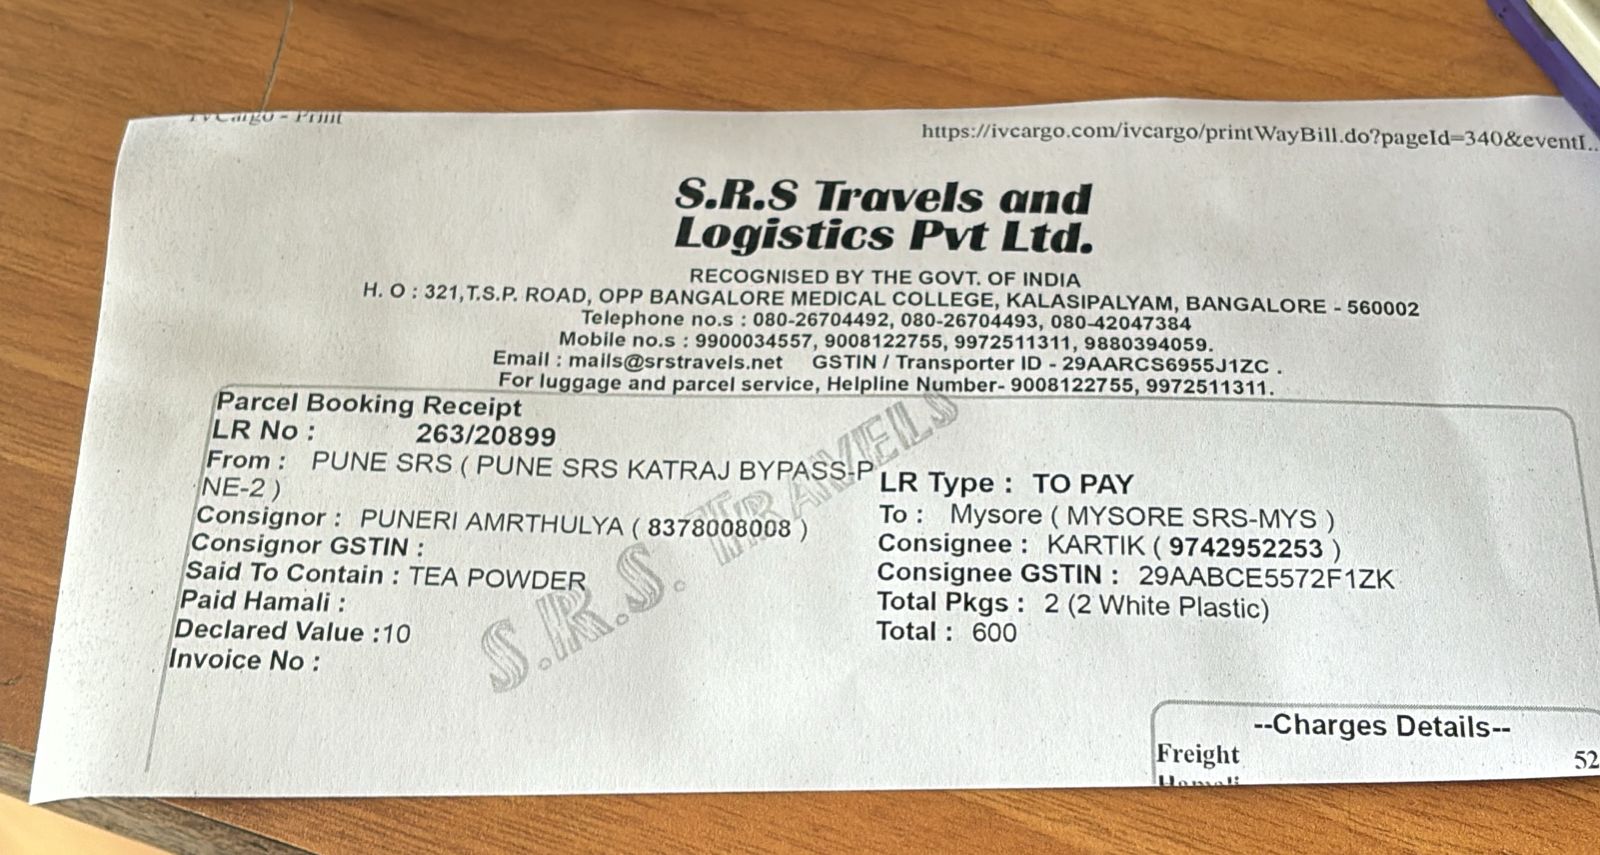 IvCargo - Print
https://ivcargo.com/ivcargo/printWayBill.do?pageId=340&eventI...
S.R.S Travels and
Logistics Pvt Ltd.
RECOGNISED BY THE GOVT. OF INDIA
H. O : 321,T.S.P. ROAD, OPP BANGALORE MEDICAL COLLEGE, KALASIPALYAM, BANGALORE - 560002
Telephone no.s : 080-26704492, 080-26704493, 080-42047384
Mobile no.s : 9900034557, 9008122755, 9972511311, 9880394059.
Email : mails@srstravels.net GSTIN / Transporter ID - 29AARCS6955J1ZC .
For luggage and parcel service, Helpline Number- 9008122755, 9972511311.
Parcel Booking Receipt
LR No : 263/20899
From : PUNE SRS ( PUNE SRS KATRAJ BYPASS-P
NE-2 )
Consignor : PUNERI AMRTHULYA ( 8378008008 )
Consignor GSTIN :
Said To Contain : TEA POWDER
Paid Hamali :
Declared Value :10
Invoice No :
LR Type : TO PAY
To : Mysore ( MYSORE SRS-MYS )
Consignee : KARTIK ( 9742952253 )
Consignee GSTIN : 29AABCE5572F1ZK
Total Pkgs : 2 (2 White Plastic)
Total : 600
S.R.S. TRAVELS
--Charges Details--
Freight 52
Hamali